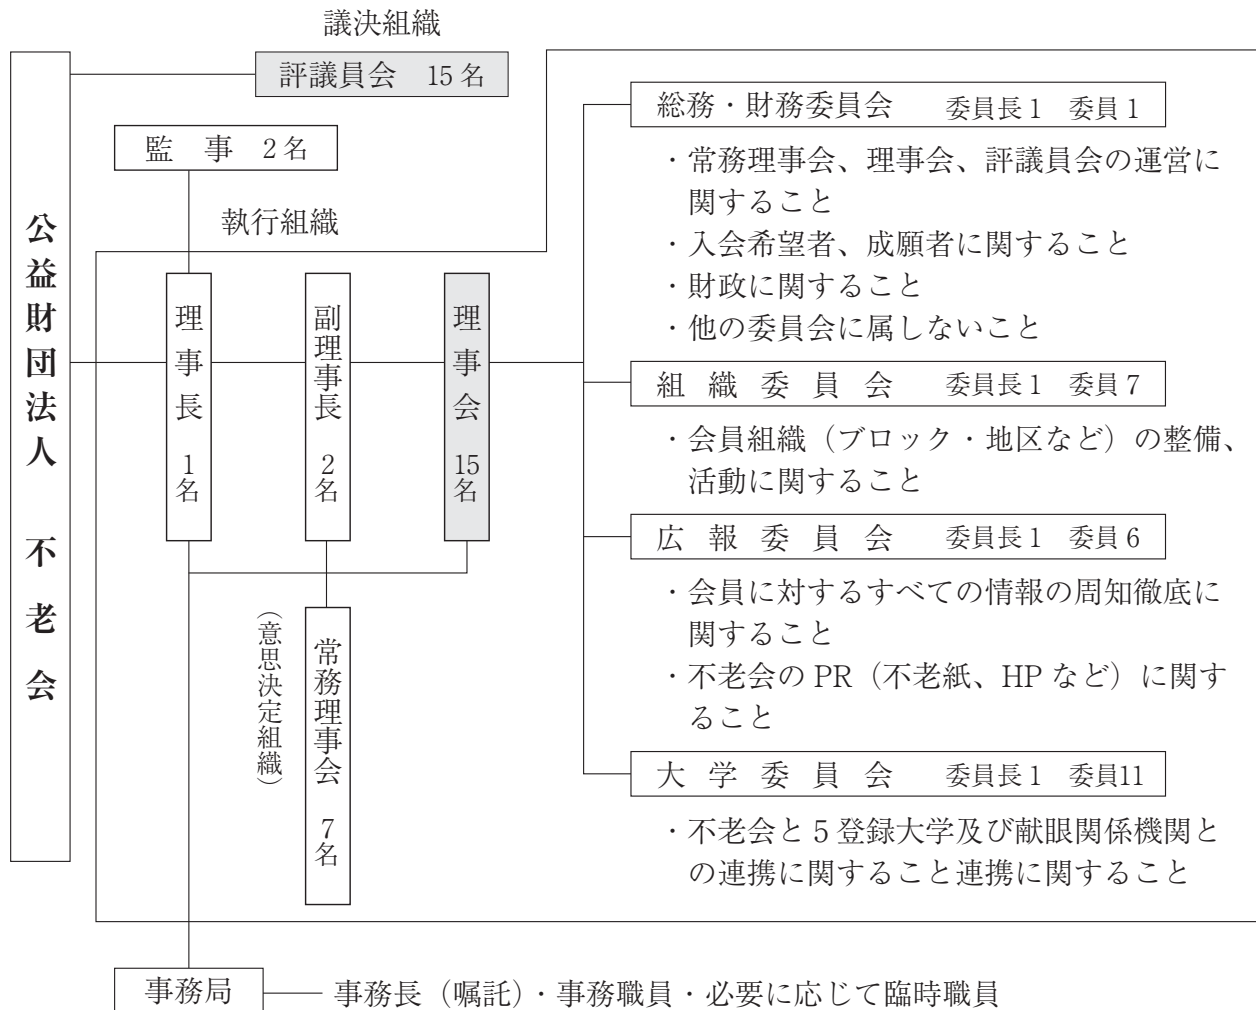 議決組織
評議員会 15名
監事 2名
執行組織
公益財団法人 不老会
理事長 1名
副理事長 2名
理事会 15名
(意思決定組織)
常務理事会 7名
総務・財務委員会 委員長1 委員1
・常務理事会、理事会、評議員会の運営に
関すること
・入会希望者、成願者に関すること
・財政に関すること
・他の委員会に属しないこと
組織委員会 委員長1 委員7
・会員組織(ブロック・地区など)の整備、
活動に関すること
広報委員会 委員長1 委員6
・会員に対するすべての情報の周知徹底に
関すること
・不老会のPR(不老紙、HPなど)に関す
ること
大学委員会 委員長1 委員11
・不老会と5登録大学及び献眼関係機関と
の連携に関すること連携に関すること
事務局
事務長(嘱託)・事務職員・必要に応じて臨時職員